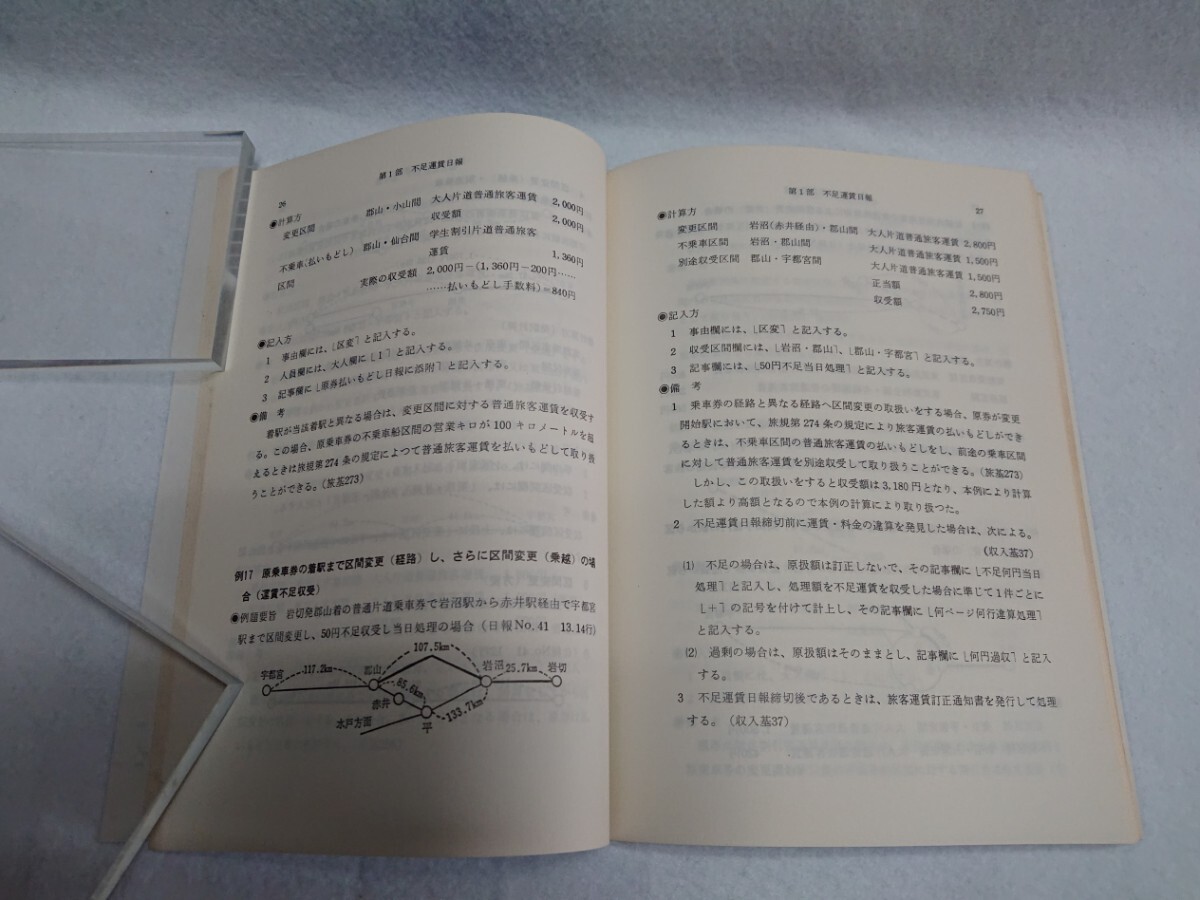 第1部 不足運賃日報
26
◉計算方
変更区間 郡山・小山間 大人片道普通旅客運賃 2,000円
収受額 2,000円
不乗車(払いもどし) 郡山・仙台間 学生割引片道普通旅客
区間 運賃 1,360円
実際の収受額 2,000円−(1,360円−200円……
……払いもどし手数料)=840円
◉記入方
1 事由欄には、⌊区変⌉と記入する。
2 人員欄には、大人欄に⌊1⌉と記入する。
3 記事欄に⌊原券払いもどし日報に添附⌉と記入する。
◉備 考
着駅が当該着駅と異なる場合は、変更区間に対する普通旅客運賃を収受す
る。この場合、原乗車券の不乗車船区間の営業キロが100キロメートルを超
えるときは旅規第274条の規定によつて普通旅客運賃を払いもどして取り扱
うことができる。(旅基273)
例17 原乗車券の着駅まで区間変更(経路)し、さらに区間変更(乗越)の場
合(運賃不足収受)
◉例題要旨 岩切発郡山着の普通片道乗車券で岩沼駅から赤井駅経由で宇都宮
駅まで区間変更し、50円不足収受し当日処理の場合(日報No.41 13.14行)
107.5km
宇都宮 117.2km 郡山 岩沼 25.7km 岩切
85.6km
赤井
水戸方面 平 133.7km
第1部 不足運賃日報 27
◉計算方
変更区間 岩沼(赤井経由)・郡山間 大人片道普通旅客運賃 2,800円
不乗車区間 岩沼・郡山間 大人片道普通旅客運賃 1,500円
別途収受区間 郡山・宇都宮間 大人片道普通旅客運賃 1,500円
正当額 2,800円
収受額 2,750円
◉記入方
1 事由欄には、⌊区変⌉と記入する。
2 収受区間欄には、⌊岩沼・郡山⌉、⌊郡山・宇都宮⌉と記入する。
3 記事欄には、⌊50円不足当日処理⌉と記入する。
◉備 考
1 乗車券の経路と異なる経路へ区間変更の取扱いをする場合、原券が変更
開始駅において、旅規第274条の規定により旅客運賃の払いもどしができ
るときは、不乗車区間の普通旅客運賃の払いもどしをし、前途の乗車区間
に対して普通旅客運賃を別途収受して取り扱うことができる。(旅基273)
しかし、この取扱いをすると収受額は3,180円となり、本例により計算
した額より高額となるので本例の計算により取り扱つた。
2 不足運賃日報締切前に運賃・料金の違算を発見した場合は、次による。
(収入基37)
(1) 不足の場合は、原扱額は訂正しないで、その記事欄に⌊不足何円当日
処理⌉と記入し、処理額を不足運賃を収受した場合に準じて1件ごとに
⌊+⌉の記号を付けて計上し、その記事欄に⌊何ページ何行違算処理⌉
と記入する。
(2) 過剰の場合は、原扱額はそのままとし、記事欄に⌊何円過収⌉と記入
する。
3 不足運賃日報締切後であるときは、旅客運賃訂正通知書を発行して処理
する。(収入基37)